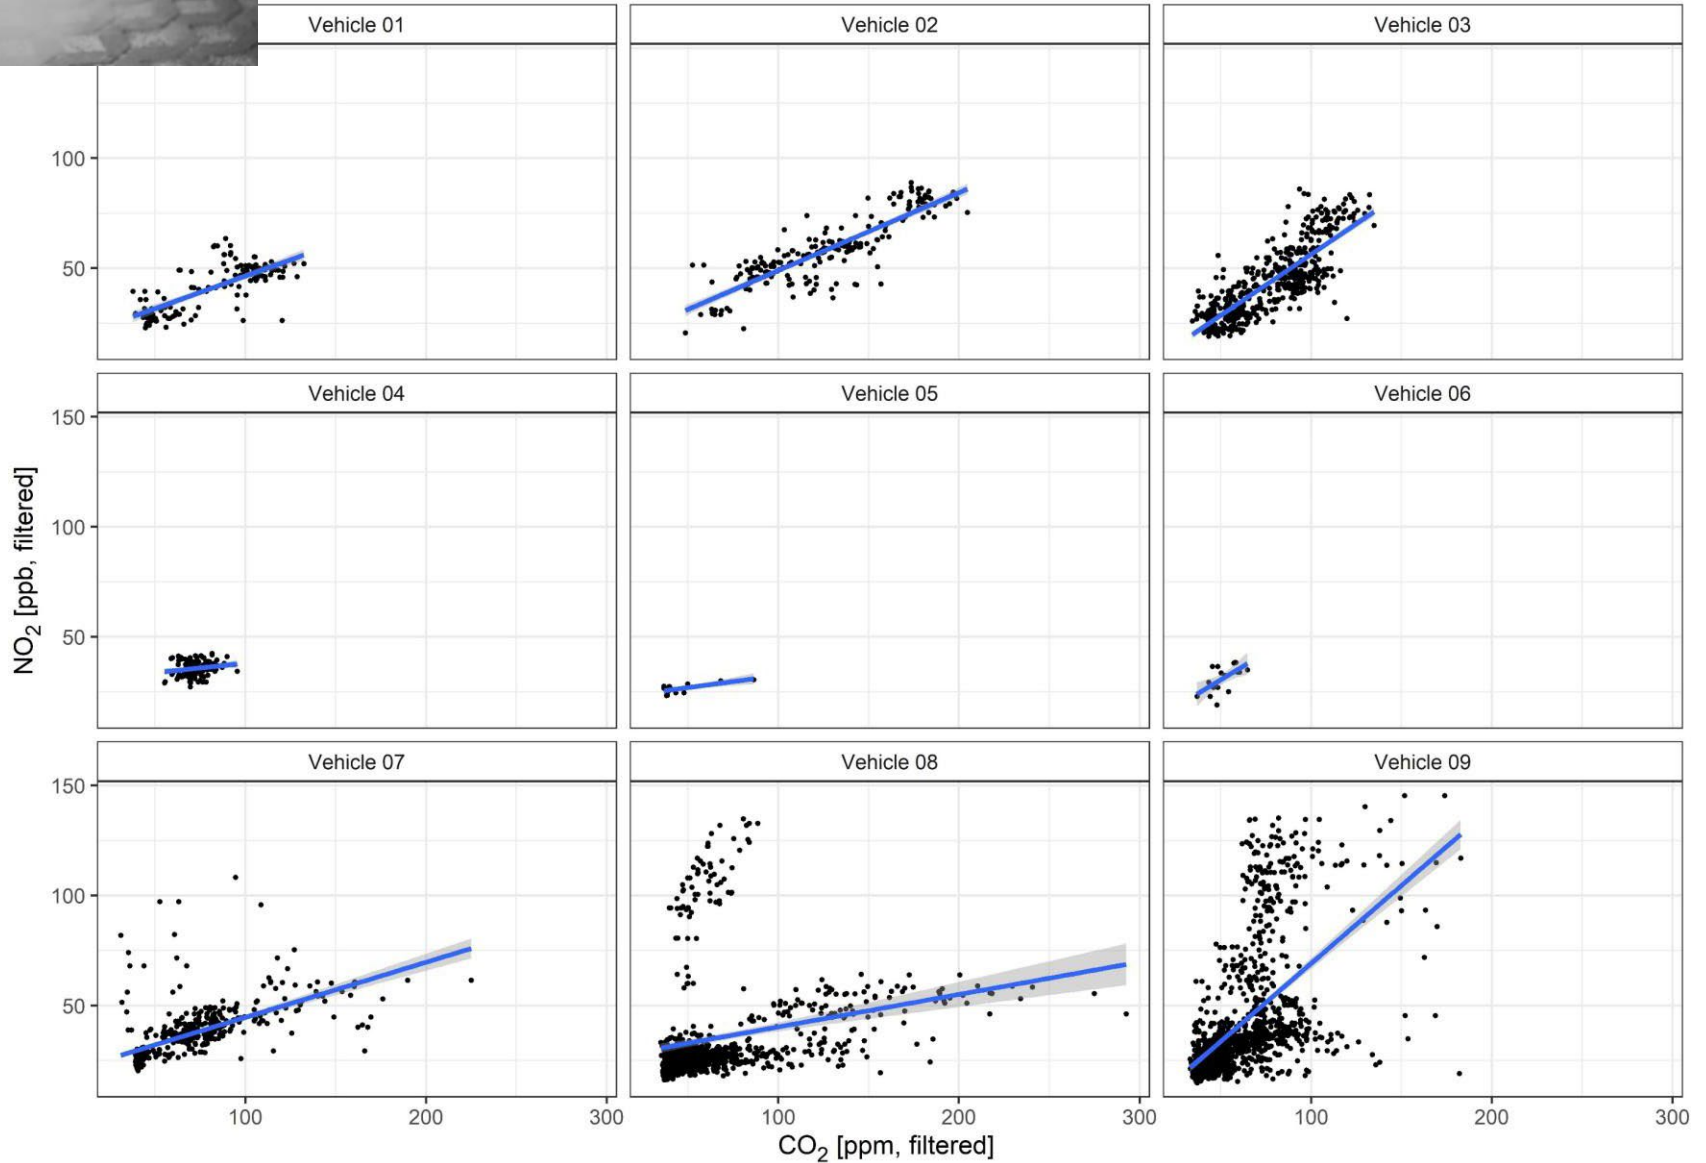 Vehicle 01
Vehicle 02
Vehicle 03
100
50
Vehicle 04
Vehicle 05
Vehicle 06
150
100
50
Vehicle 07
Vehicle 08
Vehicle 09
150
100
50
100 200 300
100 200 300
100 200 300
NO₂ [ppb, filtered]
CO₂ [ppm, filtered]